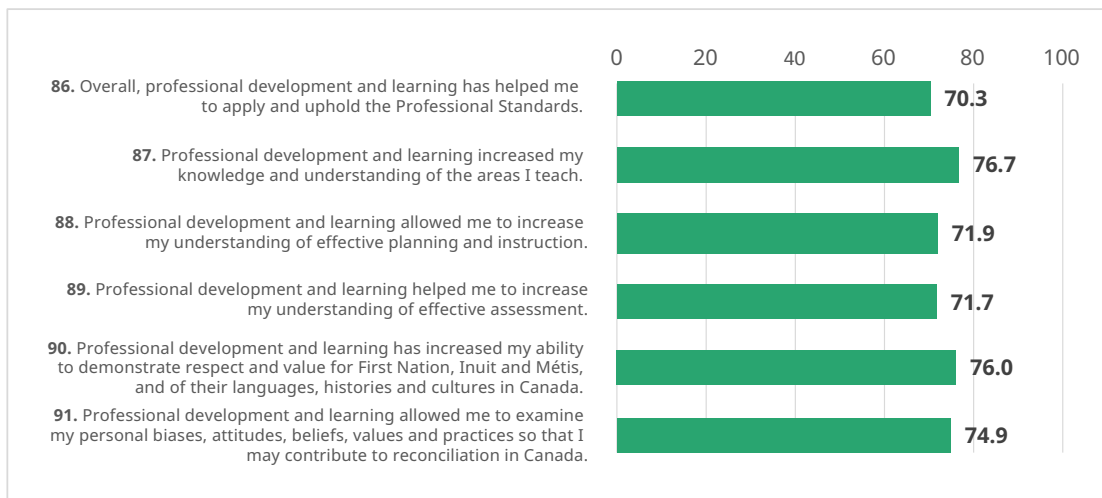 0 20 40 60 80 100
86. Overall, professional development and learning has helped me
to apply and uphold the Professional Standards.
70.3
87. Professional development and learning increased my
knowledge and understanding of the areas I teach.
76.7
88. Professional development and learning allowed me to increase
my understanding of effective planning and instruction.
71.9
89. Professional development and learning helped me to increase
my understanding of effective assessment.
71.7
90. Professional development and learning has increased my ability
to demonstrate respect and value for First Nation, Inuit and Métis,
and of their languages, histories and cultures in Canada.
76.0
91. Professional development and learning allowed me to examine
my personal biases, attitudes, beliefs, values and practices so that I
may contribute to reconciliation in Canada.
74.9